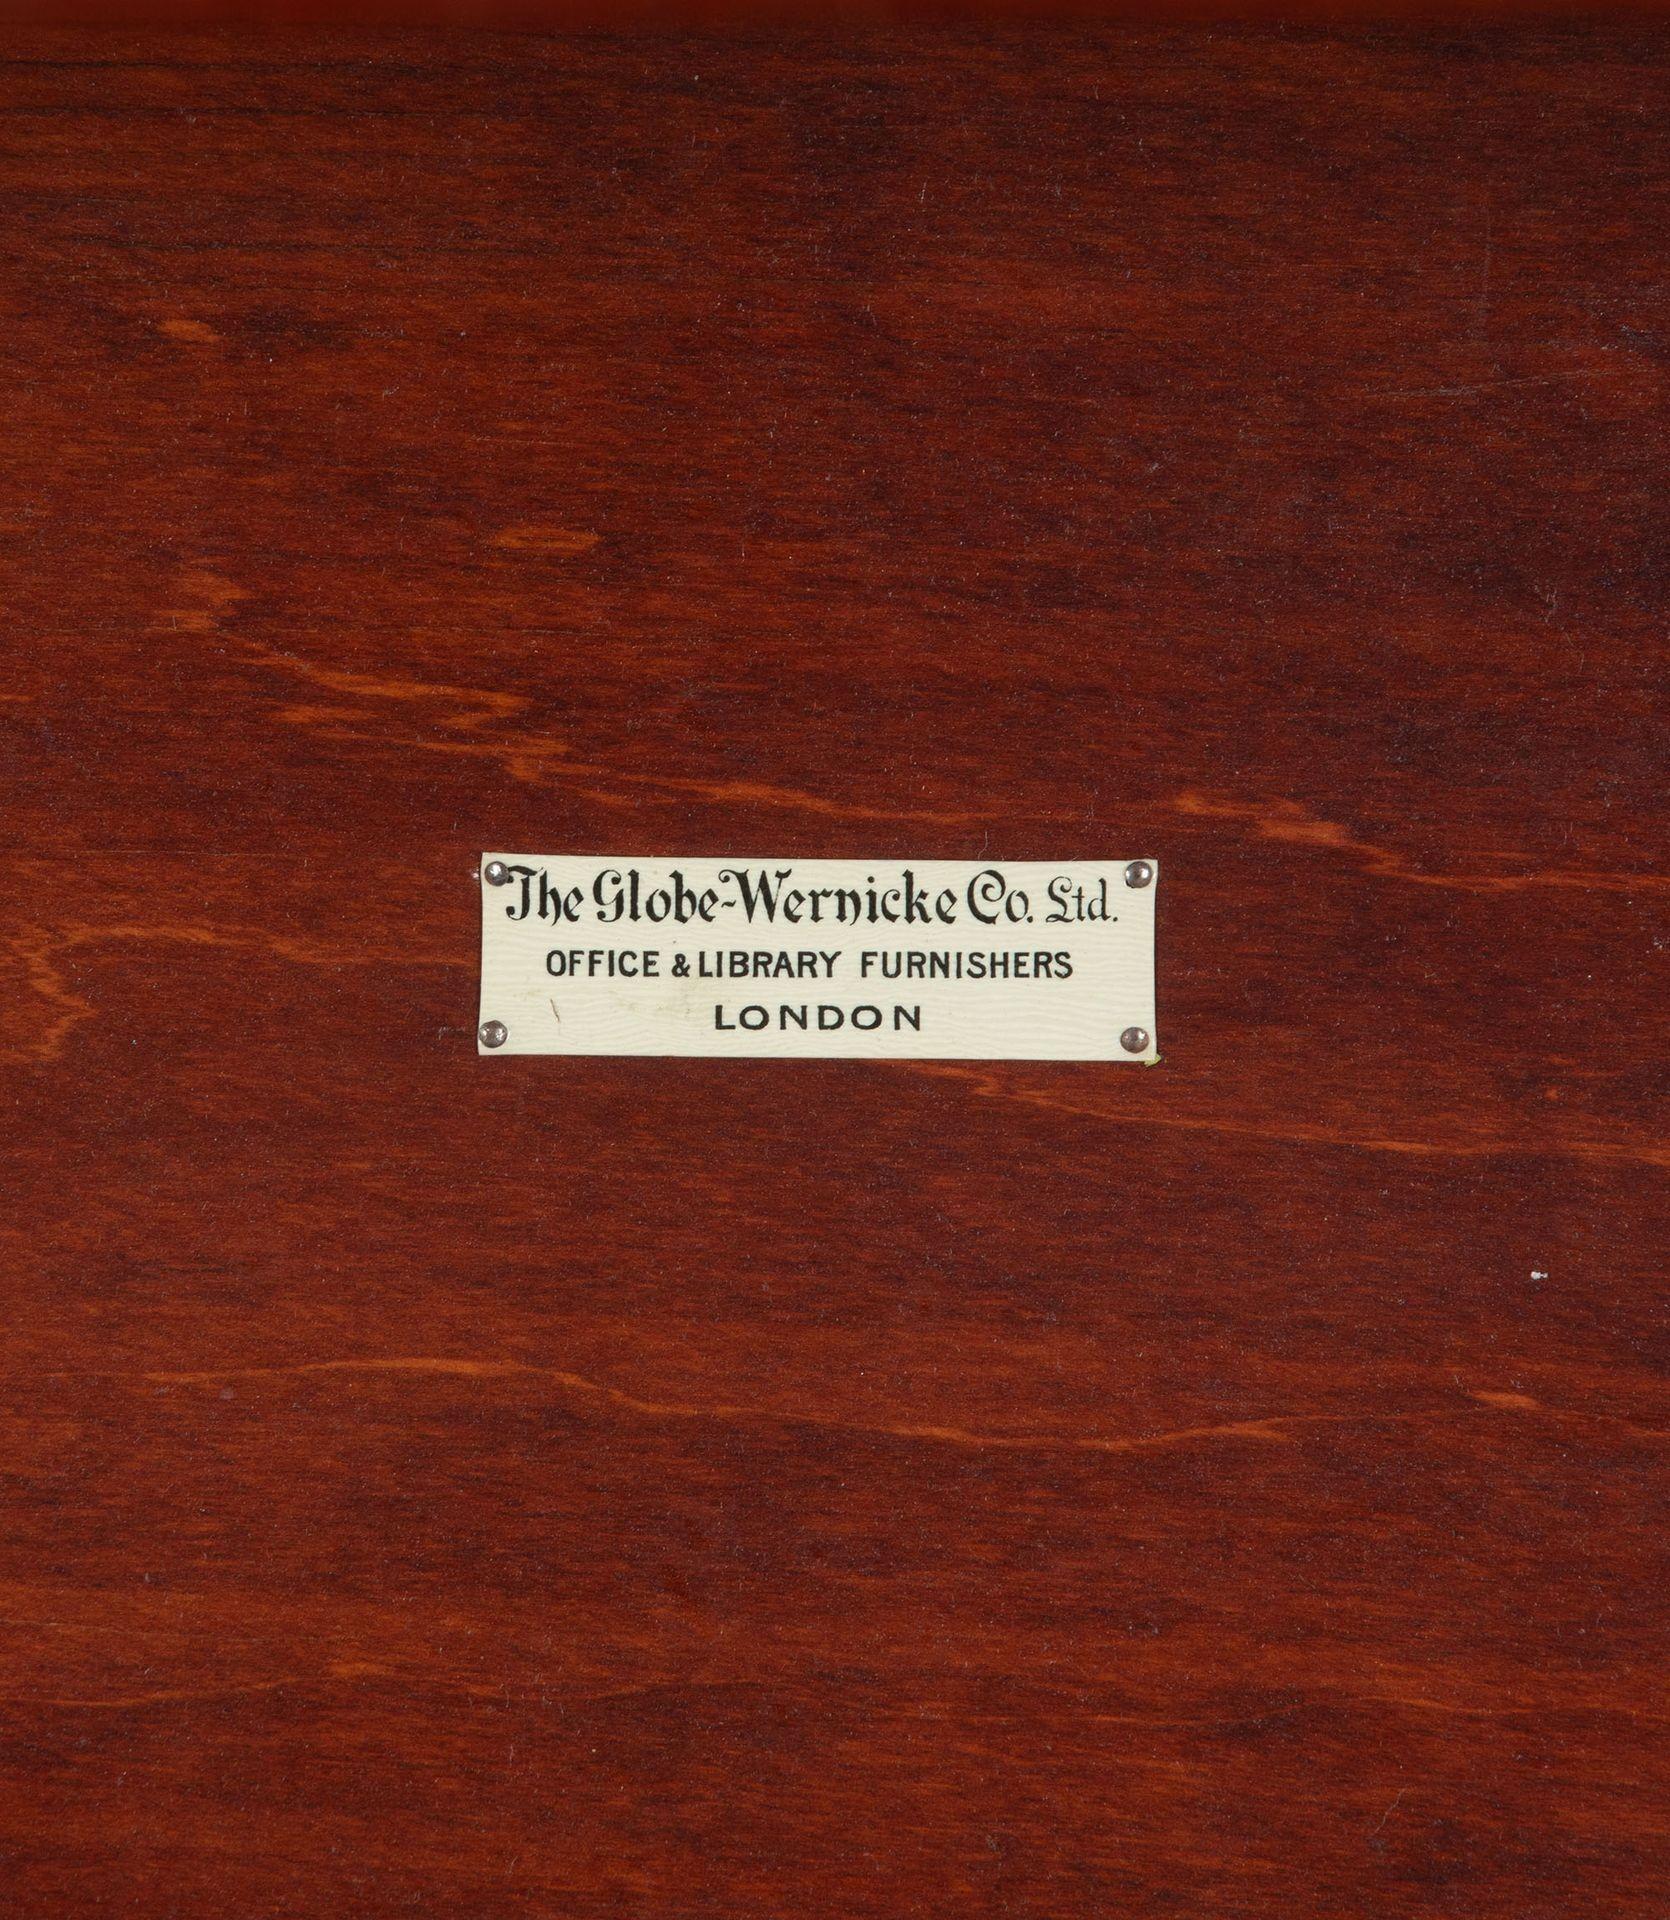 The Globe-Wernicke Co. Ltd.
OFFICE & LIBRARY FURNISHERS
LONDON